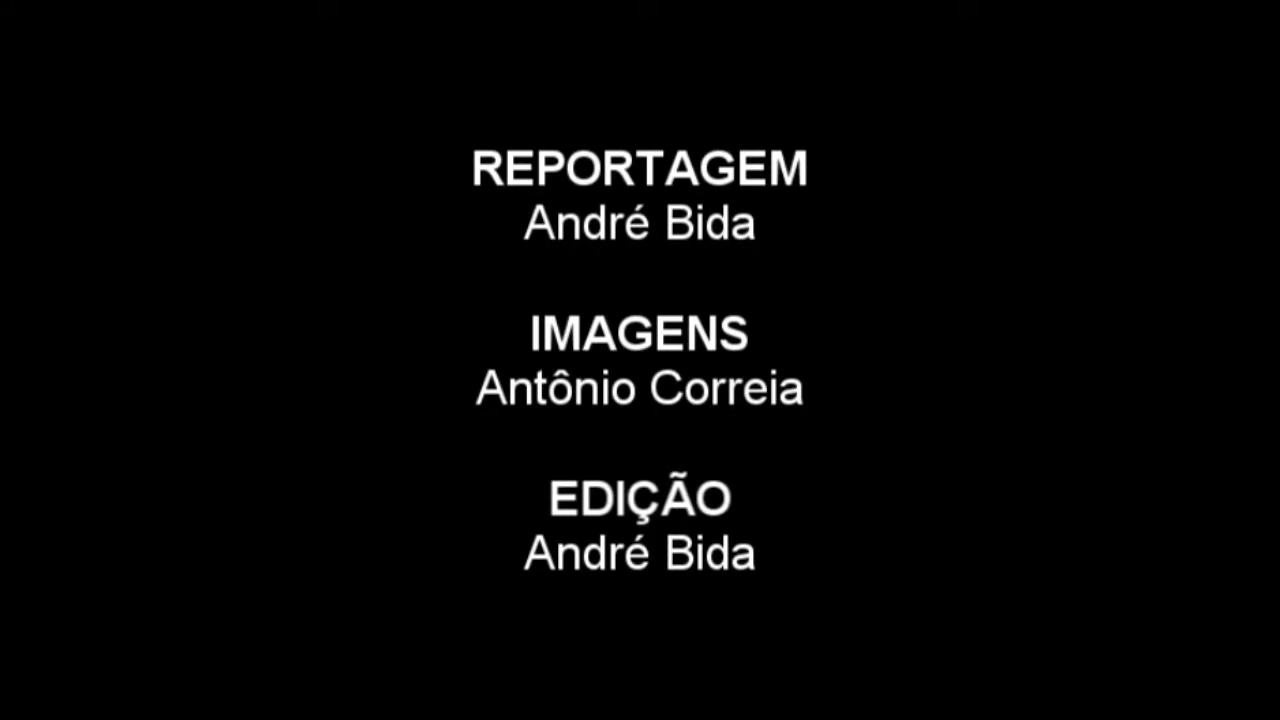 REPORTAGEM
André Bida
IMAGENS
Antônio Correia
EDIÇÃO
André Bida